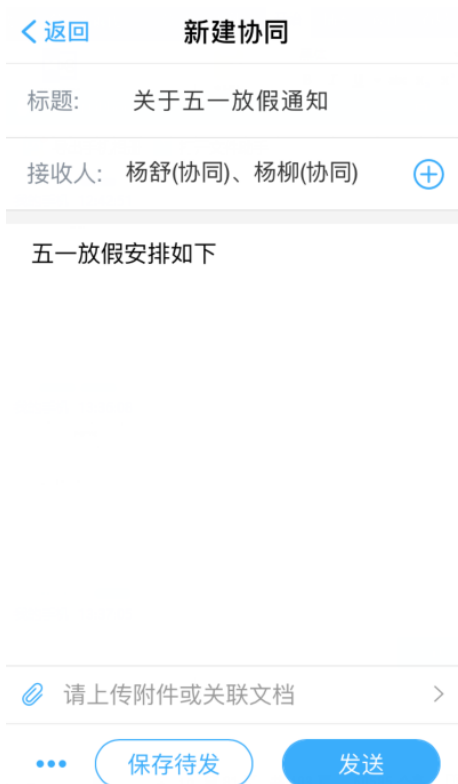 返回 新建协同
标题: 关于五一放假通知
接收人: 杨舒(协同)、杨柳(协同)
五一放假安排如下
请上传附件或关联文档
保存待发 发送